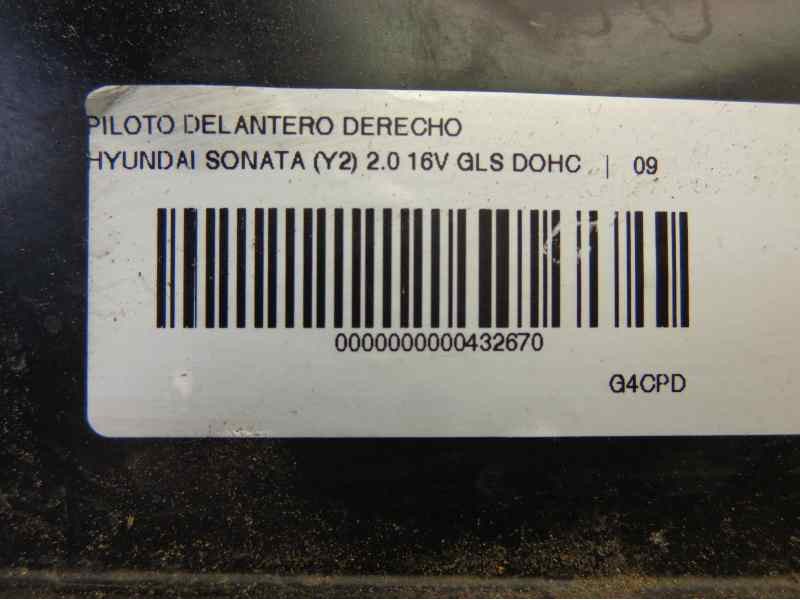 PILOTO DELANTERO DERECHO
HYUNDAI SONATA (Y2) 2.0 16V GLS DOHC | 09
0000000000432670
G4CPD